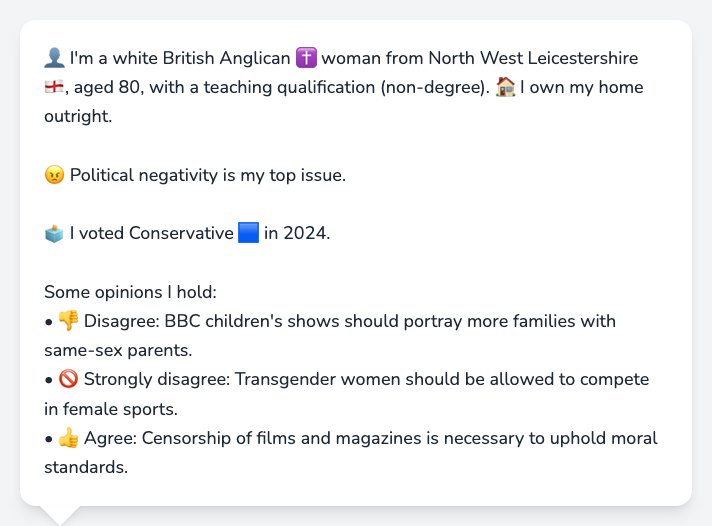 👤 I'm a white British Anglican ✝️ woman from North West Leicestershire
🏴󠁧󠁢󠁥󠁮󠁧󠁿, aged 80, with a teaching qualification (non-degree). 🏠 I own my home
outright.
😠 Political negativity is my top issue.
🗳️ I voted Conservative 🟦 in 2024.
Some opinions I hold:
• 👎 Disagree: BBC children's shows should portray more families with
same-sex parents.
• 🚫 Strongly disagree: Transgender women should be allowed to compete
in female sports.
• 👍 Agree: Censorship of films and magazines is necessary to uphold moral
standards.